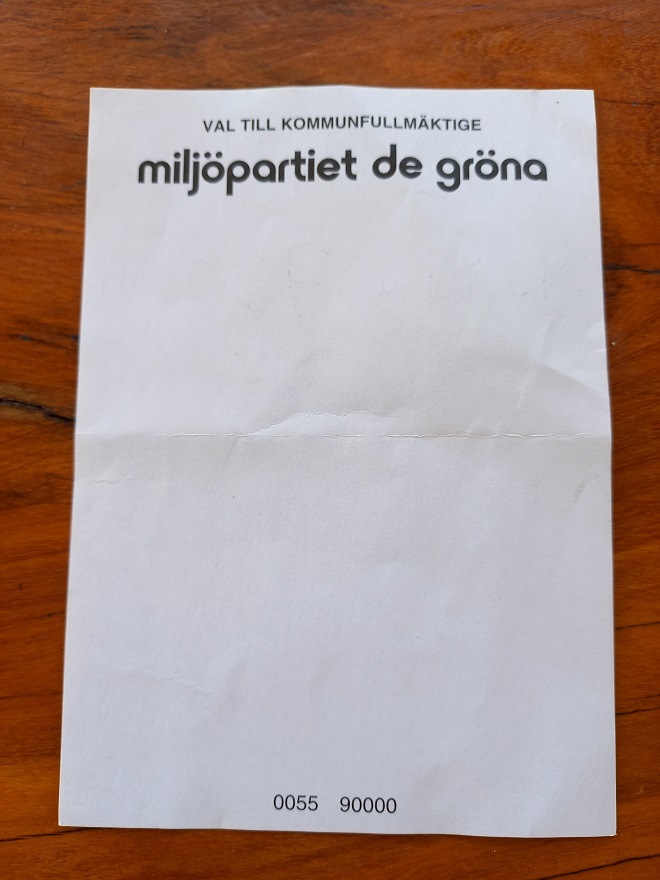 VAL TILL KOMMUNFULLMÄKTIGE
miljöpartiet de gröna
0055 90000